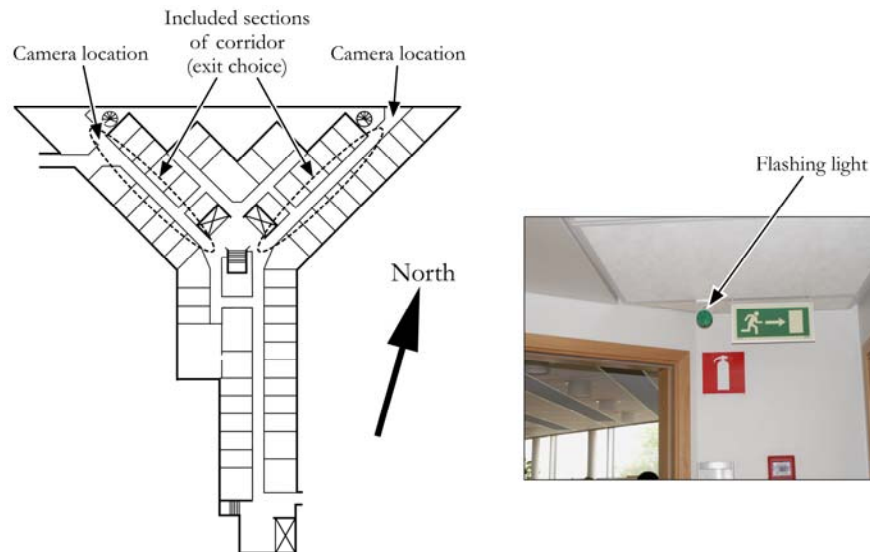 Included sections
of corridor
(exit choice)
Camera location
Camera location
North
Flashing light